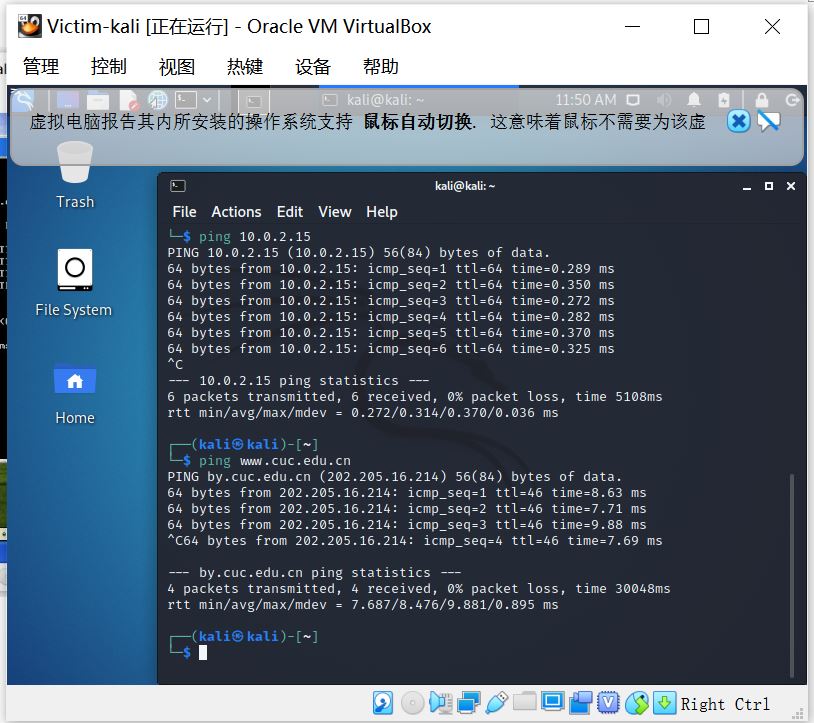 Victim-kali [正在运行] - Oracle VM VirtualBox
管理 控制 视图 热键 设备 帮助
kali@kali: ~ 11:50 AM
虚拟电脑报告其内所安装的操作系统支持 鼠标自动切换. 这意味着鼠标不需要为该虚
Trash
File System
Home
kali@kali: ~
File Actions Edit View Help
└─$ ping 10.0.2.15
PING 10.0.2.15 (10.0.2.15) 56(84) bytes of data.
64 bytes from 10.0.2.15: icmp_seq=1 ttl=64 time=0.289 ms
64 bytes from 10.0.2.15: icmp_seq=2 ttl=64 time=0.350 ms
64 bytes from 10.0.2.15: icmp_seq=3 ttl=64 time=0.272 ms
64 bytes from 10.0.2.15: icmp_seq=4 ttl=64 time=0.282 ms
64 bytes from 10.0.2.15: icmp_seq=5 ttl=64 time=0.370 ms
64 bytes from 10.0.2.15: icmp_seq=6 ttl=64 time=0.325 ms
^C
--- 10.0.2.15 ping statistics ---
6 packets transmitted, 6 received, 0% packet loss, time 5108ms
rtt min/avg/max/mdev = 0.272/0.314/0.370/0.036 ms
┌──(kali㉿kali)-[~]
└─$ ping www.cuc.edu.cn
PING by.cuc.edu.cn (202.205.16.214) 56(84) bytes of data.
64 bytes from 202.205.16.214: icmp_seq=1 ttl=46 time=8.63 ms
64 bytes from 202.205.16.214: icmp_seq=2 ttl=46 time=7.71 ms
64 bytes from 202.205.16.214: icmp_seq=3 ttl=46 time=9.88 ms
^C64 bytes from 202.205.16.214: icmp_seq=4 ttl=46 time=7.69 ms
--- by.cuc.edu.cn ping statistics ---
4 packets transmitted, 4 received, 0% packet loss, time 30048ms
rtt min/avg/max/mdev = 7.687/8.476/9.881/0.895 ms
┌──(kali㉿kali)-[~]
└─$
Right Ctrl